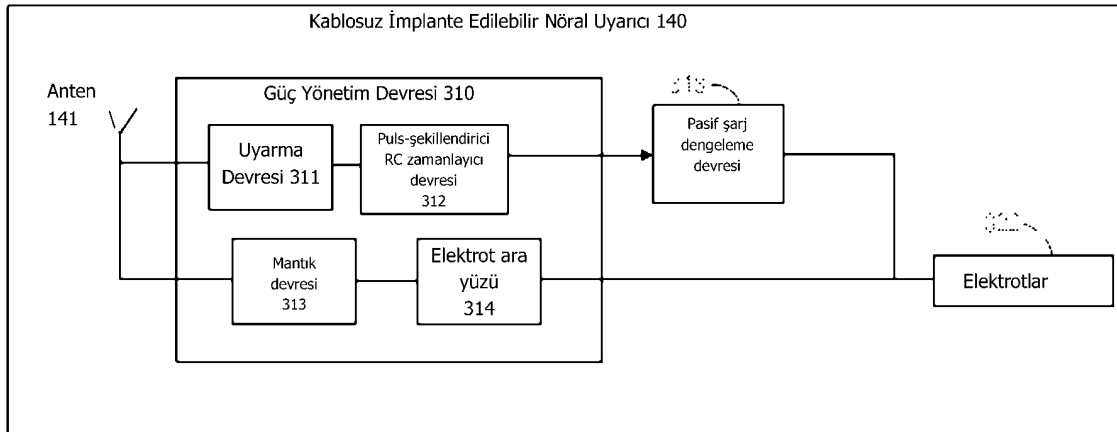 Kablosuz İmplante Edilebilir Nöral Uyarıcı 140
Anten
141
Güç Yönetim Devresi 310
Uyarma
Devresi 311
Puls-şekillendirici
RC zamanlayıcı
devresi
312
Pasif şarj
dengeleme
devresi
Mantık
devresi
313
Elektrot ara
yüzü
314
Elektrotlar